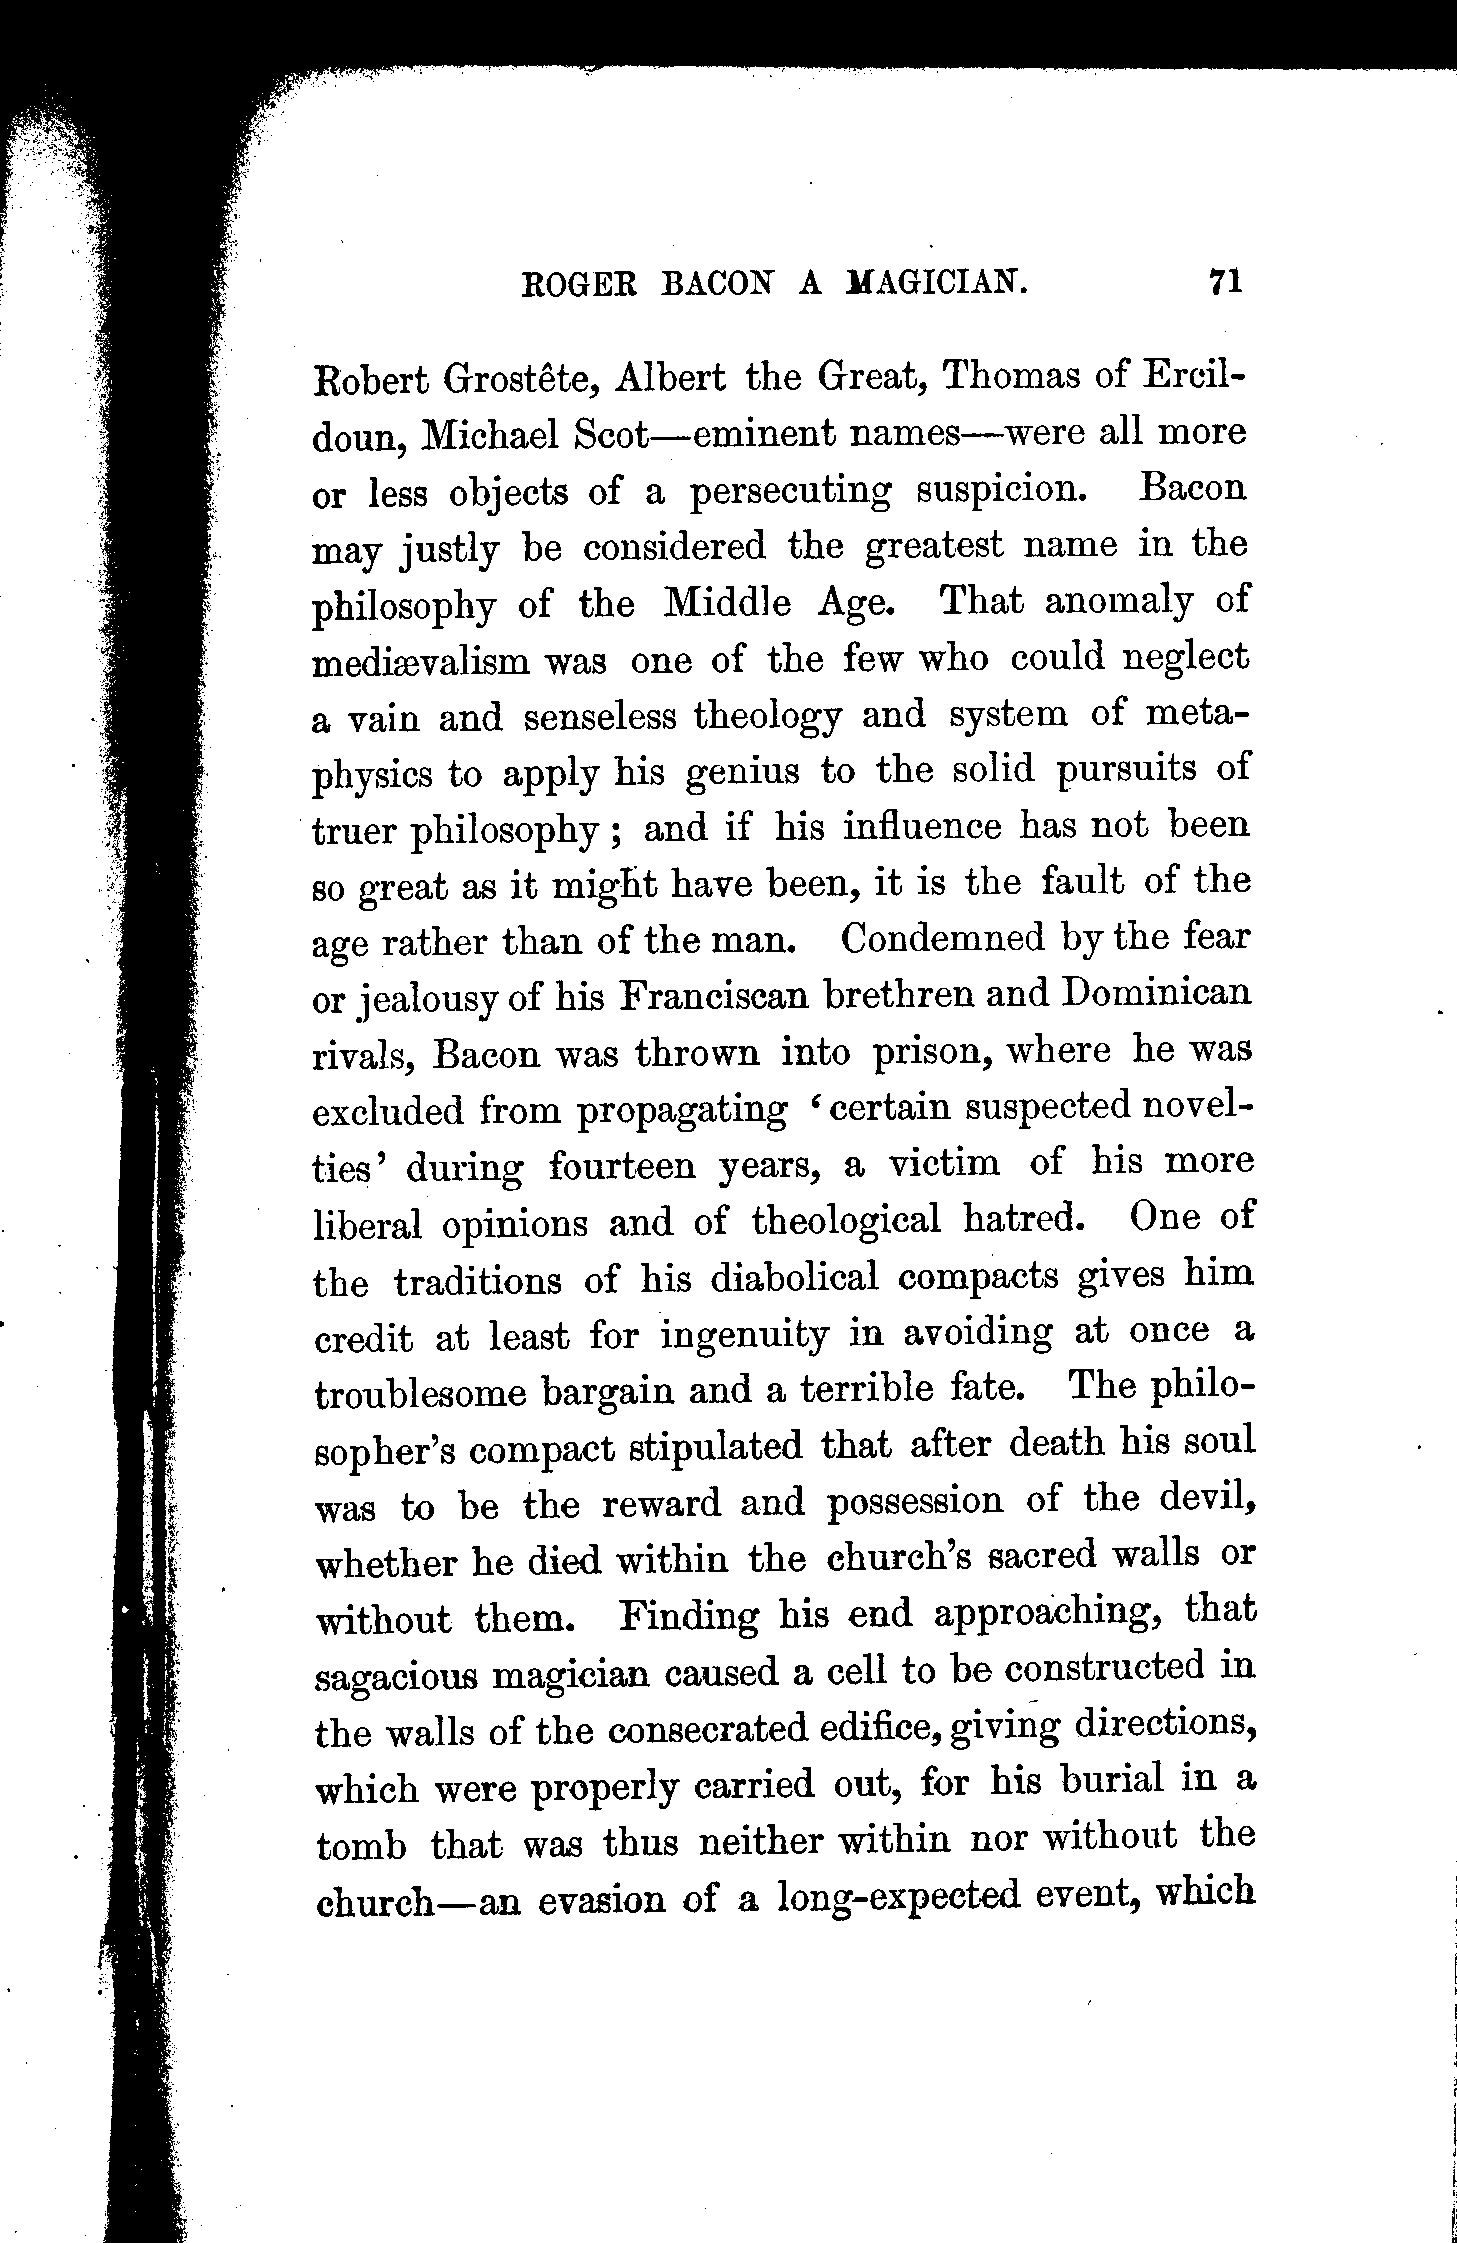 ROGER BACON A MAGICIAN. 71
Robert Grostête, Albert the Great, Thomas of Ercil-
doun, Michael Scot—eminent names—were all more
or less objects of a persecuting suspicion. Bacon
may justly be considered the greatest name in the
philosophy of the Middle Age. That anomaly of
mediævalism was one of the few who could neglect
a vain and senseless theology and system of meta-
physics to apply his genius to the solid pursuits of
truer philosophy ; and if his influence has not been
so great as it might have been, it is the fault of the
age rather than of the man. Condemned by the fear
or jealousy of his Franciscan brethren and Dominican
rivals, Bacon was thrown into prison, where he was
excluded from propagating ‘certain suspected novel-
ties’ during fourteen years, a victim of his more
liberal opinions and of theological hatred. One of
the traditions of his diabolical compacts gives him
credit at least for ingenuity in avoiding at once a
troublesome bargain and a terrible fate. The philo-
sopher’s compact stipulated that after death his soul
was to be the reward and possession of the devil,
whether he died within the church’s sacred walls or
without them. Finding his end approaching, that
sagacious magician caused a cell to be constructed in
the walls of the consecrated edifice, giving directions,
which were properly carried out, for his burial in a
tomb that was thus neither within nor without the
church—an evasion of a long-expected event, which